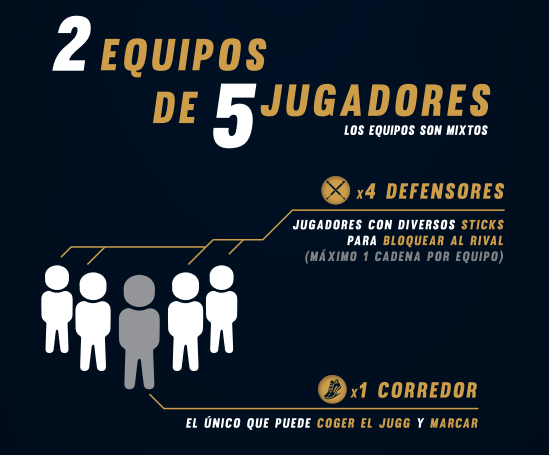 2 EQUIPOS
DE 5 JUGADORES
LOS EQUIPOS SON MIXTOS
x4 DEFENSORES
JUGADORES CON DIVERSOS STICKS
PARA BLOQUEAR AL RIVAL
(MÁXIMO 1 CADENA POR EQUIPO)
x1 CORREDOR
EL ÚNICO QUE PUEDE COGER EL JUGG Y MARCAR